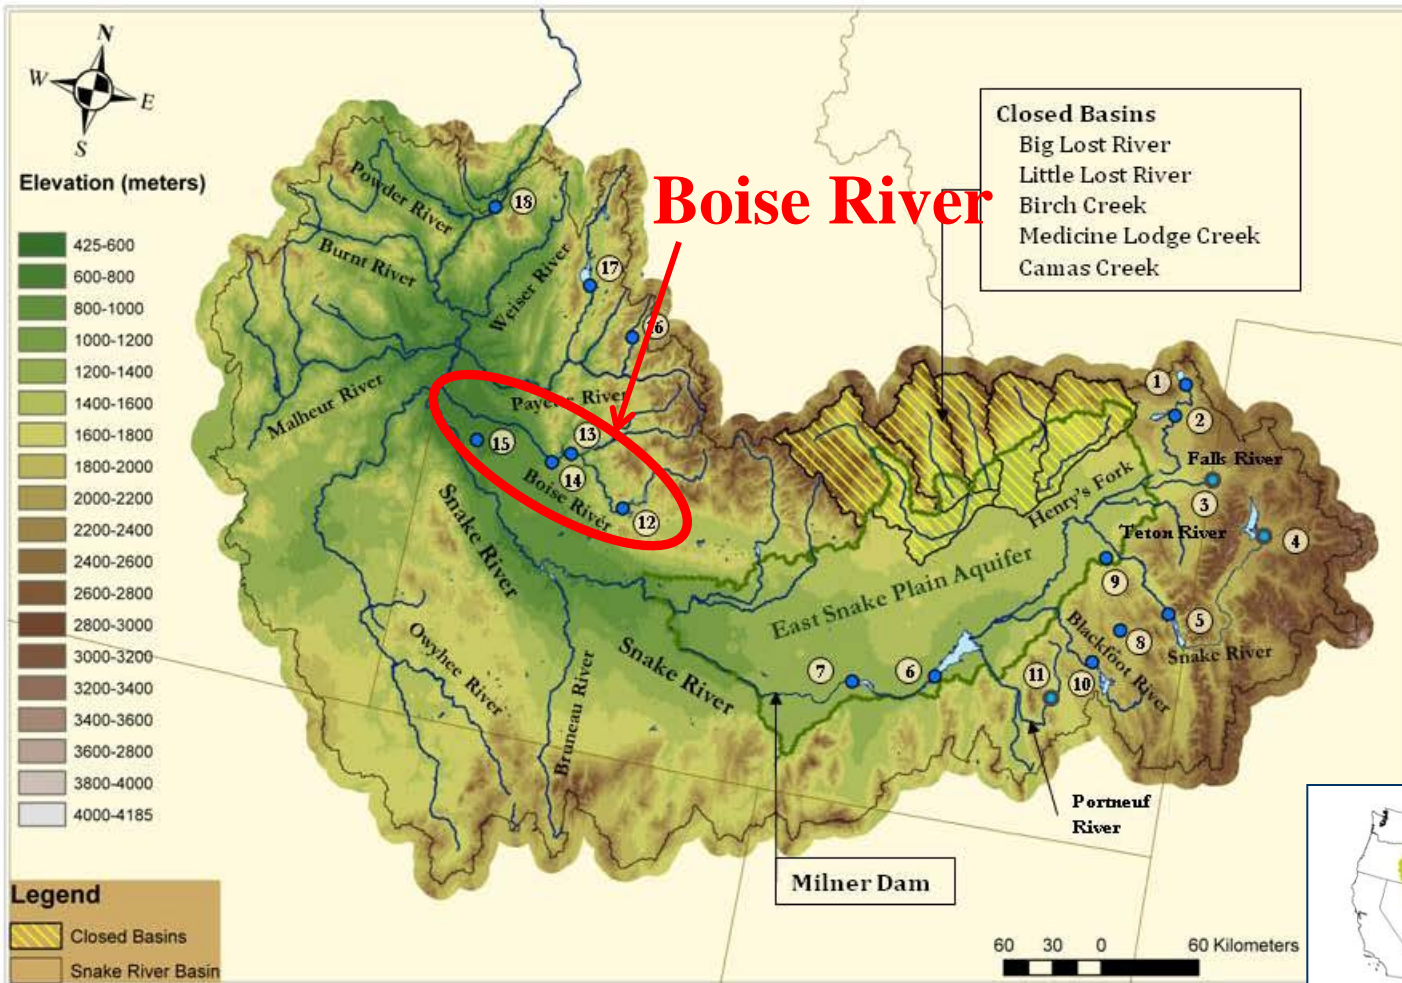 N
W
E
S
Elevation (meters)
425-600
600-800
800-1000
1000-1200
1200-1400
1400-1600
1600-1800
1800-2000
2000-2200
2200-2400
2400-2600
2600-2800
2800-3000
3000-3200
3200-3400
3400-3600
3600-2800
3800-4000
4000-4185
Legend
Closed Basins
Snake River Basin
Boise River
Closed Basins
Big Lost River
Little Lost River
Birch Creek
Medicine Lodge Creek
Camas Creek
Powder River
18
Burnt River
Weiser River
17
16
Malheur River
Payette River
15
13
14
Boise River
12
Snake River
Owyhee River
Bruneau River
Snake River
East Snake Plain Aquifer
Henry's Fork
1
2
Falk River
3
Teton River
4
9
5
8
Snake River
Blackfoot River
10
11
6
7
Portneuf
River
Milner Dam
60 30 0 60 Kilometers